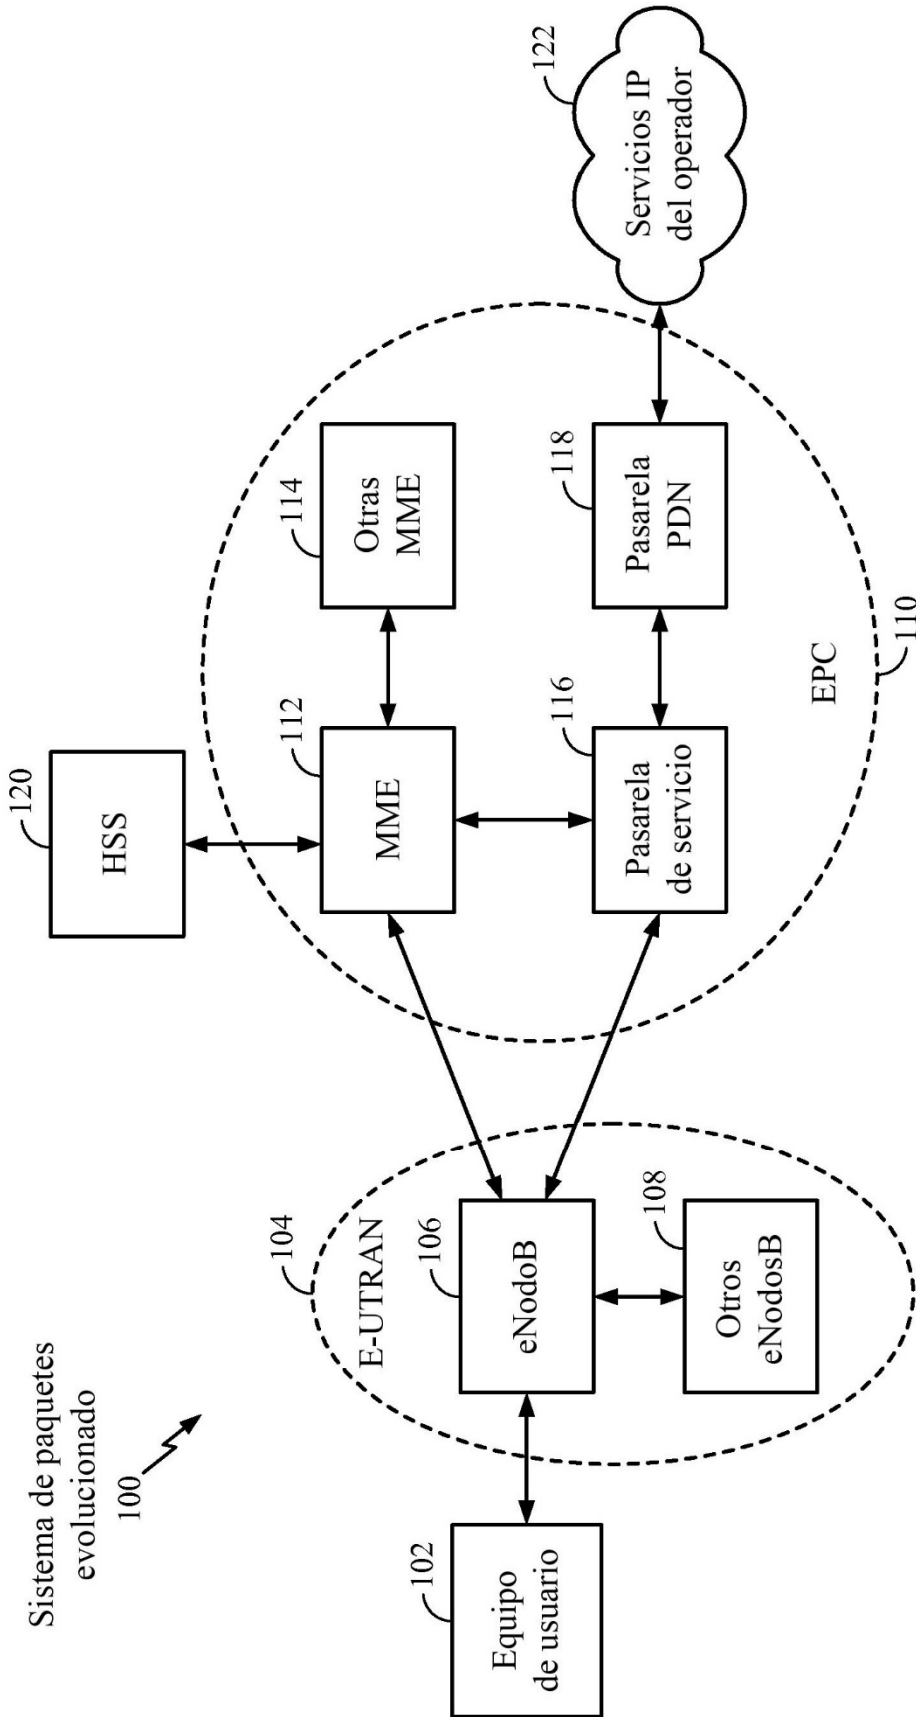 Sistema de paquetes
evolucionado
100
120
HSS
104
E-UTRAN
106
eNodoB
108
Otros
eNodosB
102
Equipo
de usuario
112
MME
114
Otras
MME
116
Pasarela
de servicio
118
Pasarela
PDN
EPC
110
122
Servicios IP
del operador